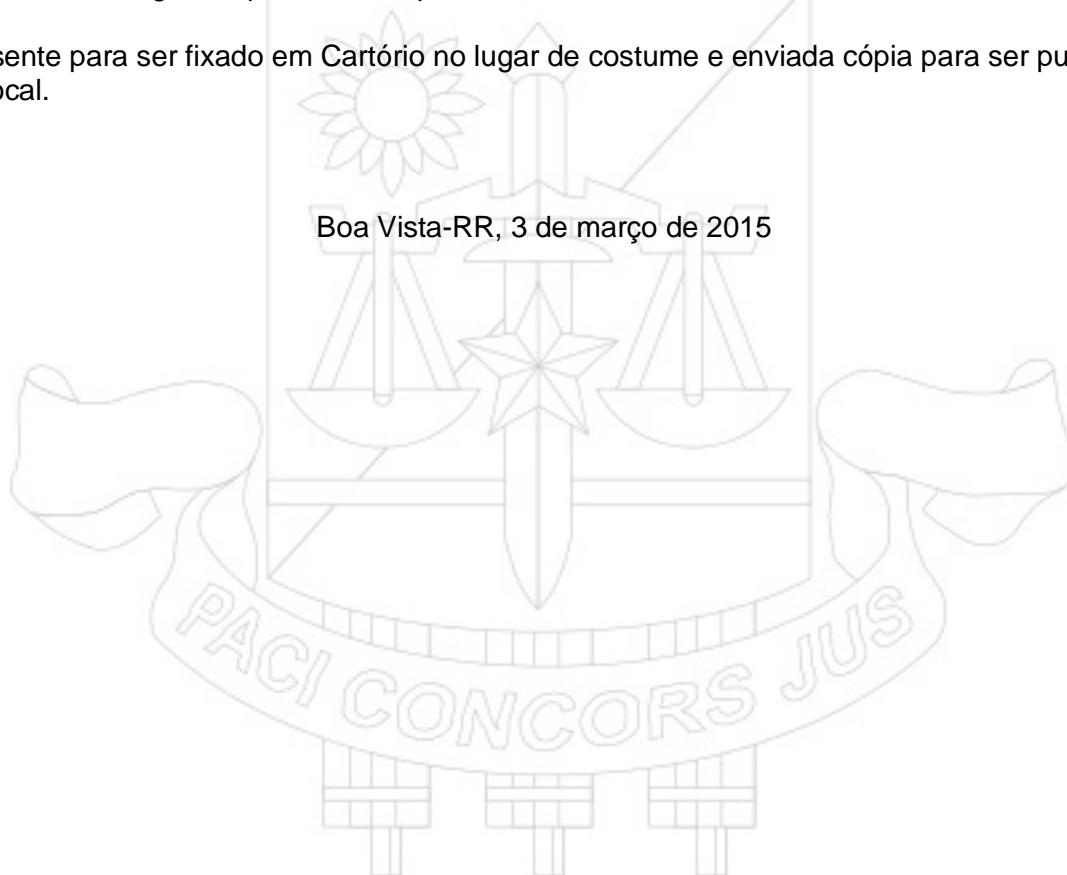 sente para ser fixado em Cartório no lugar de costume e enviada cópia para ser pu
ocal.
Boa Vista-RR, 3 de março de 2015
PACI CONCORS JUS